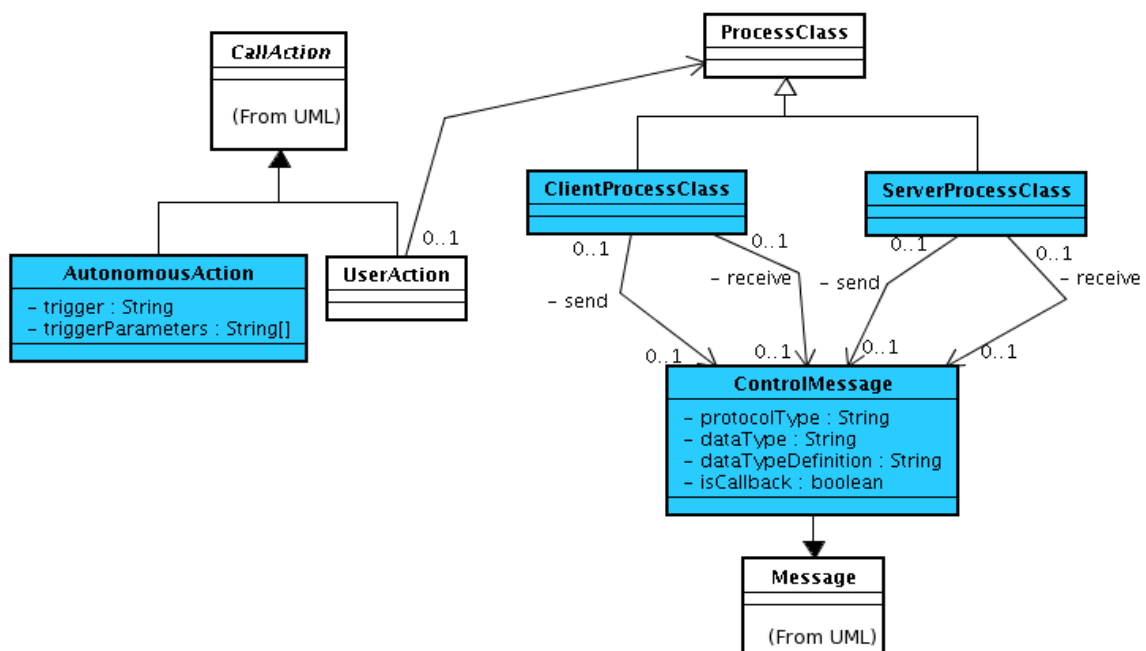 ProcessClass
CallAction
(From UML)
ClientProcessClass
ServerProcessClass
0..1
0..1
0..1
0..1
0..1
AutonomousAction
- trigger : String
- triggerParameters : String[]
UserAction
- send
- receive
- send
- receive
0..1
0..1
0..1
0..1
ControlMessage
- protocolType : String
- dataType : String
- dataTypeDefinition : String
- isCallback : boolean
Message
(From UML)